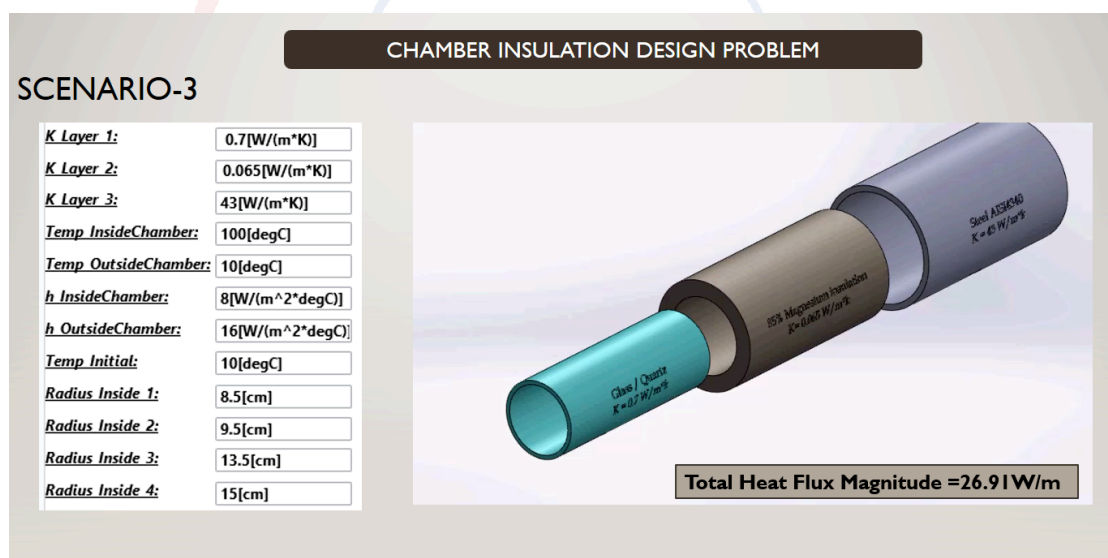 CHAMBER INSULATION DESIGN PROBLEM
SCENARIO-3
K Layer 1: 0.7[W/(m*K)]
K Layer 2: 0.065[W/(m*K)]
K Layer 3: 43[W/(m*K)]
Temp InsideChamber: 100[degC]
Temp OutsideChamber: 10[degC]
h InsideChamber: 8[W/(m^2*degC)]
h OutsideChamber: 16[W/(m^2*degC)]
Temp Initial: 10[degC]
Radius Inside 1: 8.5[cm]
Radius Inside 2: 9.5[cm]
Radius Inside 3: 13.5[cm]
Radius Inside 4: 15[cm]
Steel AISI4340
K = 43 W/m*k
85% Magnesium insulation
K= 0.065 W/m*k
Glass / Quartz
K = 0.7 W/m*k
Total Heat Flux Magnitude =26.91W/m